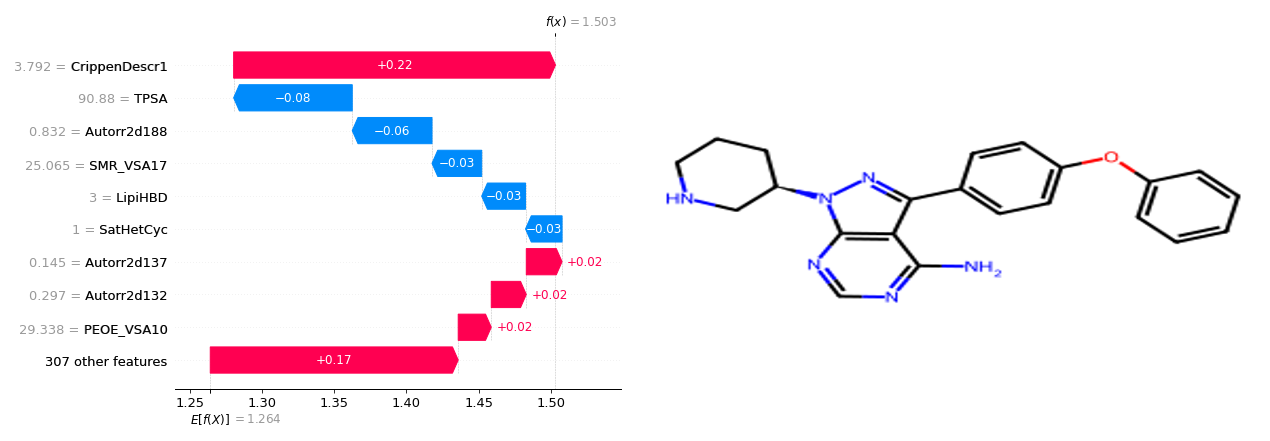 f(x) = 1.503
3.792 = CrippenDescr1 +0.22
90.88 = TPSA −0.08
0.832 = Autorr2d188 −0.06
25.065 = SMR_VSA17 −0.03
3 = LipiHBD −0.03
1 = SatHetCyc −0.03
0.145 = Autorr2d137 +0.02
0.297 = Autorr2d132 +0.02
29.338 = PEOE_VSA10 +0.02
307 other features +0.17
1.25 1.30 1.35 1.40 1.45 1.50
E[f(X)] = 1.264
O
N
HN N
N NH2
N